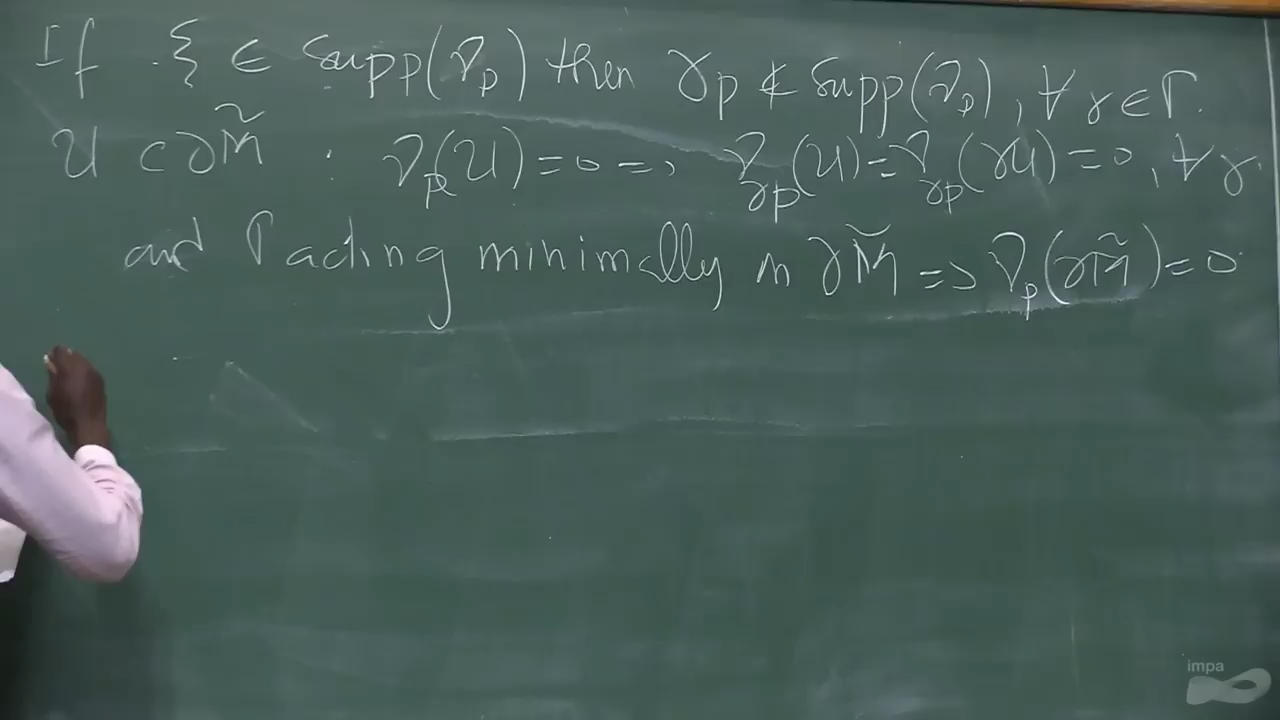 If ξ ∈ Supp(ν_p) then γp ∉ Supp(ν_p), ∀ γ ∈ Γ.
U ⊂ ∂M̃ : ν_p(U) = 0 => ν_γp(U) = ν_γp(γU) = 0, ∀ γ.
and Γ acting minimally on ∂M̃ => ν_p(∂M̃) = 0
impa